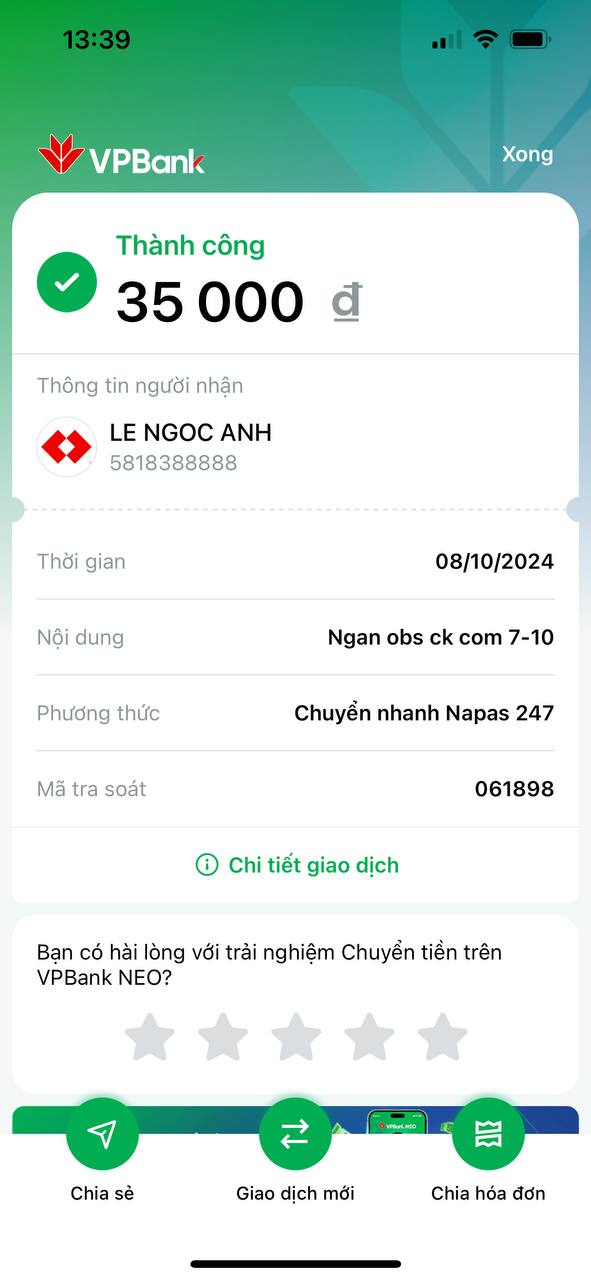 13:39
VPBank
Xong
Thành công
35 000 đ
Thông tin người nhận
LE NGOC ANH
5818388888
Thời gian
08/10/2024
Nội dung
Ngan obs ck com 7-10
Phương thức
Chuyển nhanh Napas 247
Mã tra soát
061898
Chi tiết giao dịch
Bạn có hài lòng với trải nghiệm Chuyển tiền trên
VPBank NEO?
VPBank NEO
Chia sẻ
Giao dịch mới
Chia hóa đơn